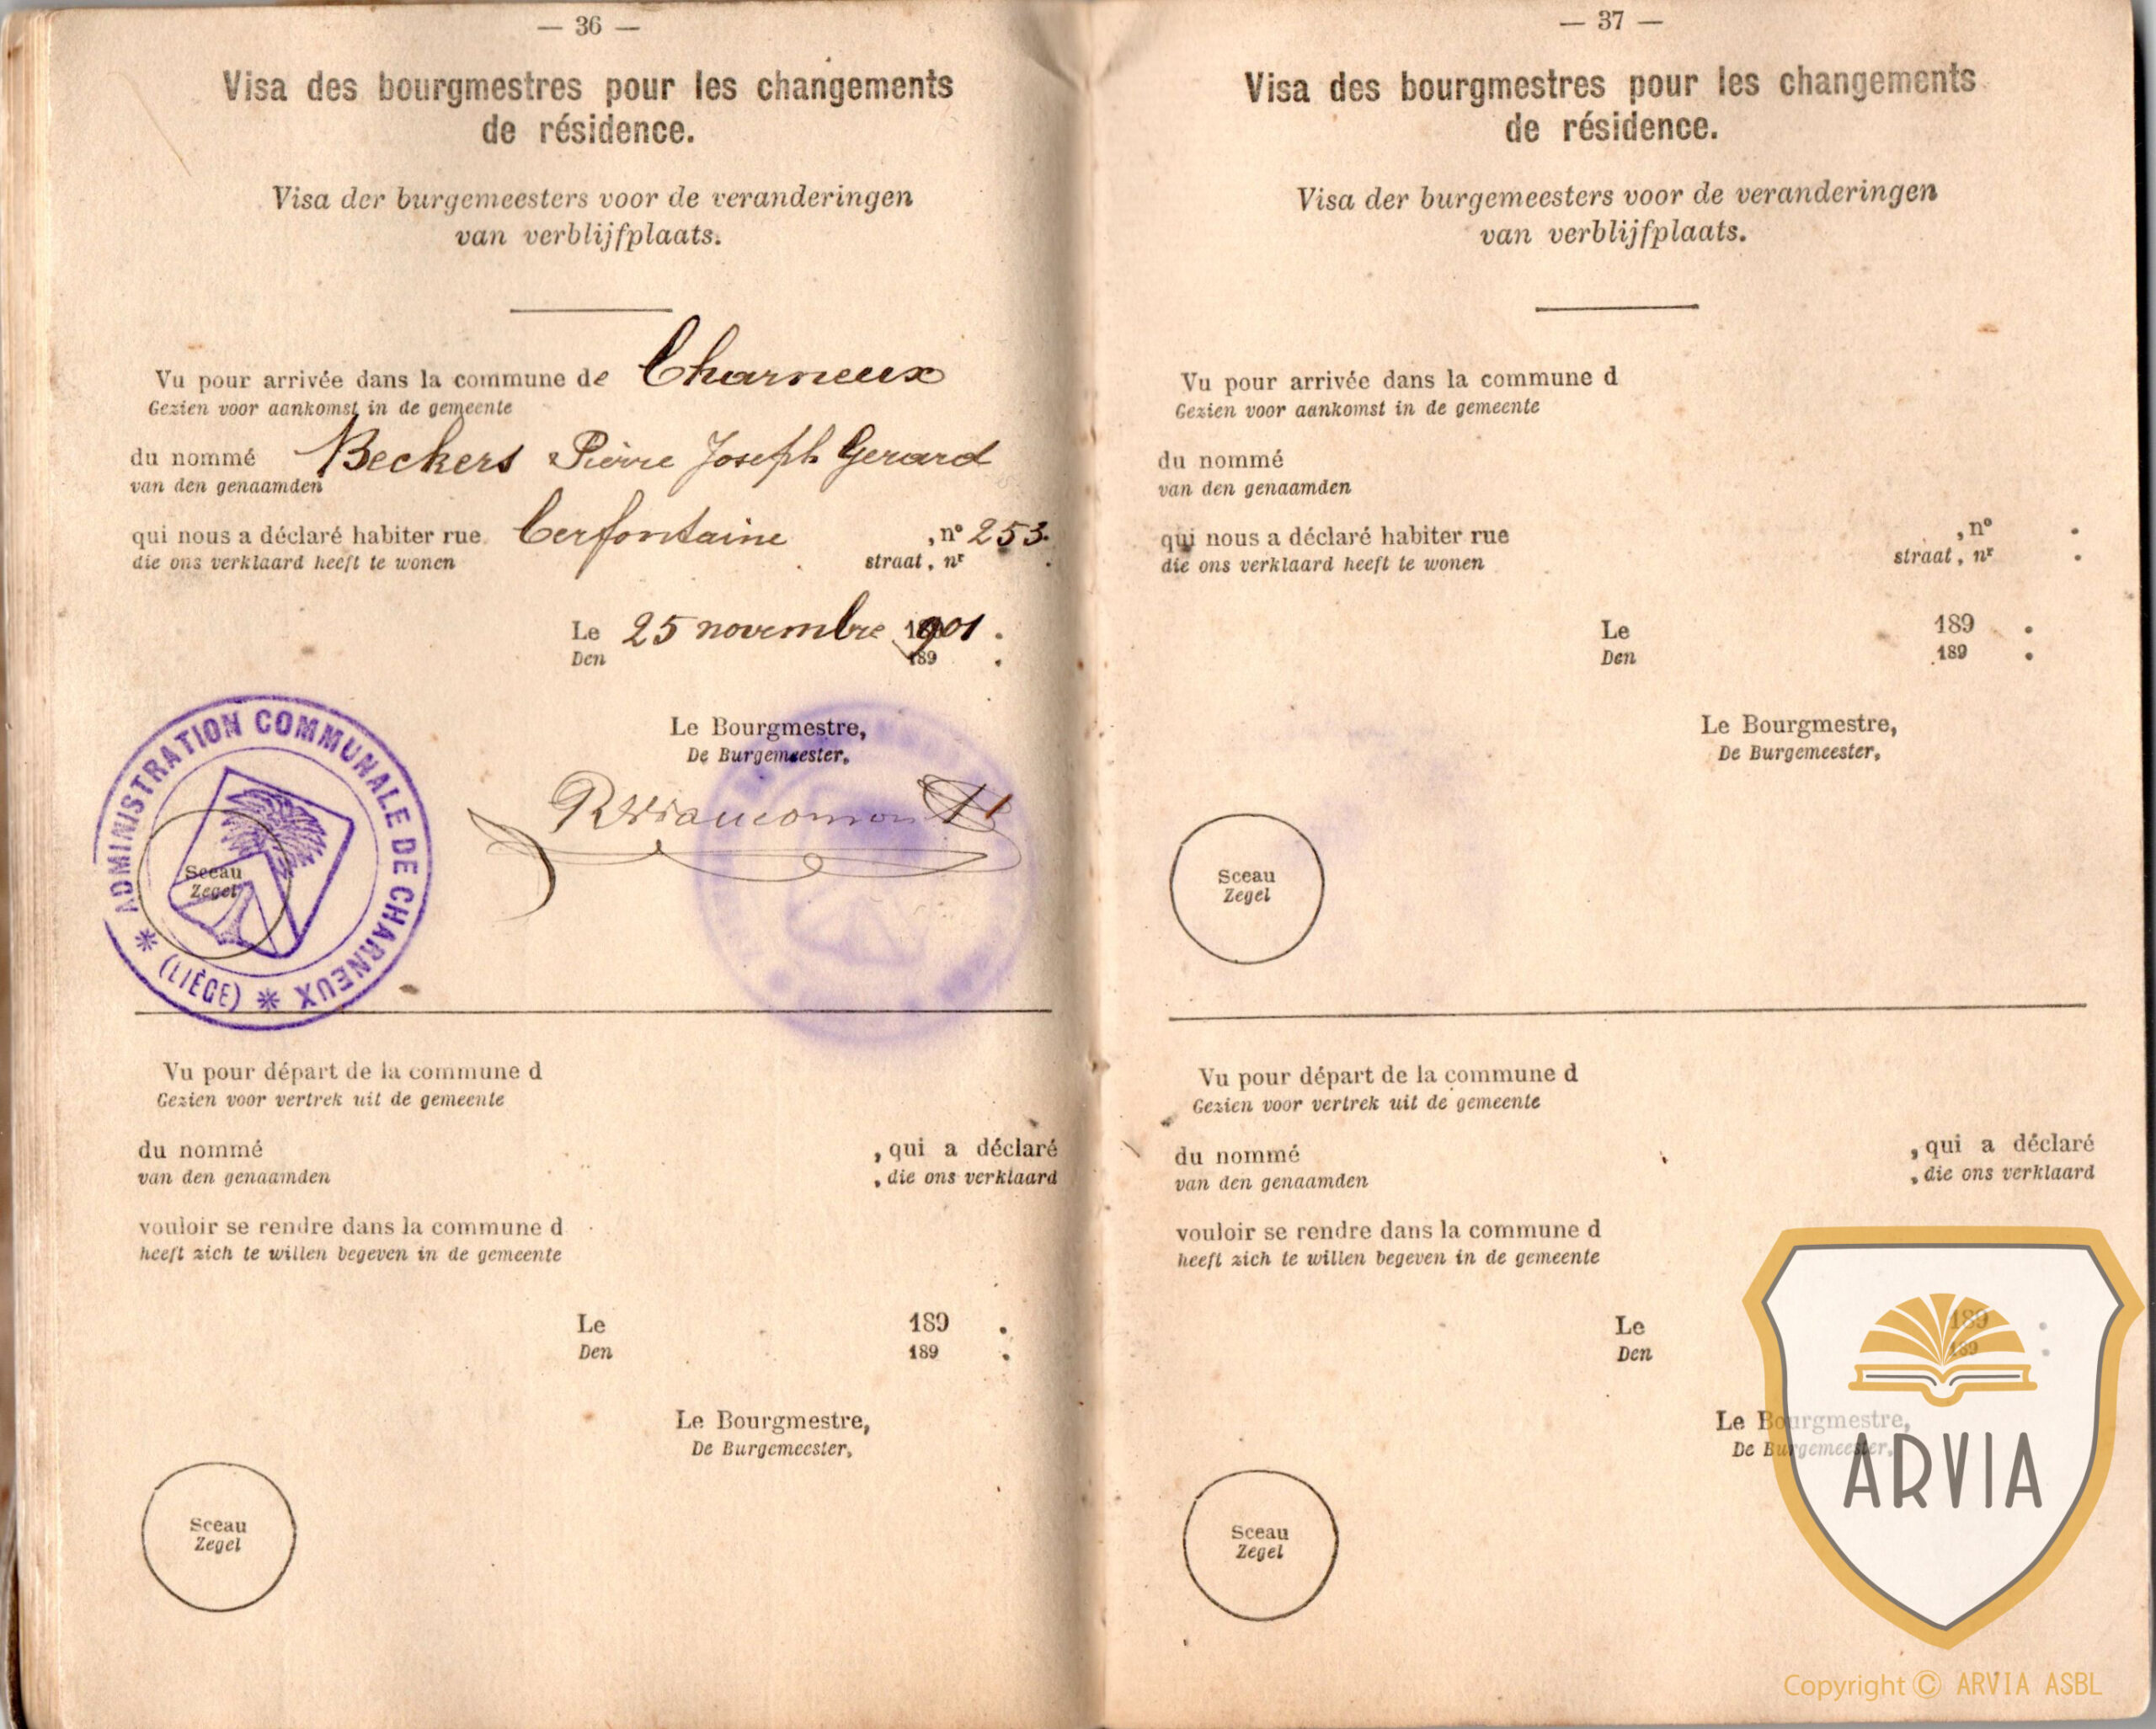 — 36 —
Visa des bourgmestres pour les changements
de résidence.
Visa der burgemeesters voor de veranderingen
van verblijfplaats.
Vu pour arrivée dans la commune de Charneux
Gezien voor aankomst in de gemeente
du nommé Beckers Pierre Joseph Gerard
van den genaamden
qui nous a déclaré habiter rue Cerfontaine , n° 253.
die ons verklaard heeft te wonen straat, nr .
Le 25 novembre 1901.
Den 189 .
Le Bourgmestre,
De Burgemeester,
ADMINISTRATION COMMUNALE DE CHARNEUX
* (LIÈGE) *
Sceau
Zegel
Vu pour départ de la commune d
Gezien voor vertrek uit de gemeente
du nommé , qui a déclaré
van den genaamden , die ons verklaard
vouloir se rendre dans la commune d
heeft zich te willen begeven in de gemeente
Le 189 .
Den 189 .
Le Bourgmestre,
De Burgemeester,
Sceau
Zegel
— 37 —
Visa des bourgmestres pour les changements
de résidence.
Visa der burgemeesters voor de veranderingen
van verblijfplaats.
Vu pour arrivée dans la commune d
Gezien voor aankomst in de gemeente
du nommé
van den genaamden
qui nous a déclaré habiter rue , n° .
die ons verklaard heeft te wonen straat, nr .
Le 189 .
Den 189 .
Le Bourgmestre,
De Burgemeester,
Sceau
Zegel
Vu pour départ de la commune d
Gezien voor vertrek uit de gemeente
du nommé , qui a déclaré
van den genaamden , die ons verklaard
vouloir se rendre dans la commune d
heeft zich te willen begeven in de gemeente
Le 189 .
Den 189 .
Le Bourgmestre,
De Burgemeester,
Sceau
Zegel
ARVIA
Copyright © ARVIA ASBL